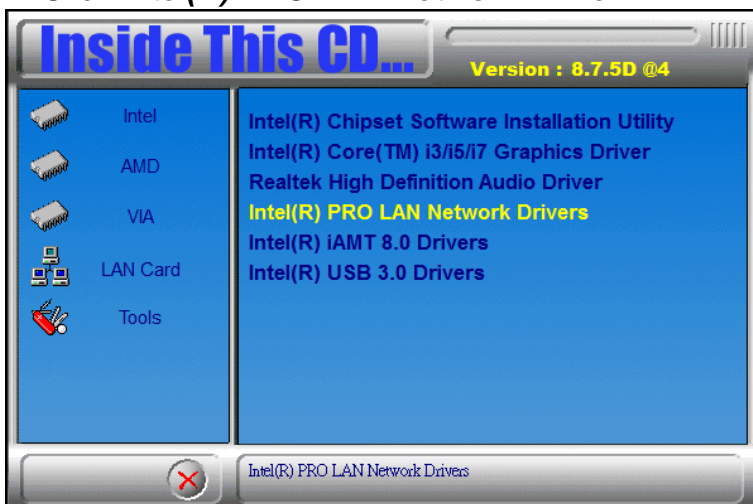 Inside This CD...
Version : 8.7.5D @4
Intel
AMD
VIA
LAN Card
Tools
Intel(R) Chipset Software Installation Utility
Intel(R) Core(TM) i3/i5/i7 Graphics Driver
Realtek High Definition Audio Driver
Intel(R) PRO LAN Network Drivers
Intel(R) iAMT 8.0 Drivers
Intel(R) USB 3.0 Drivers
Intel(R) PRO LAN Network Drivers